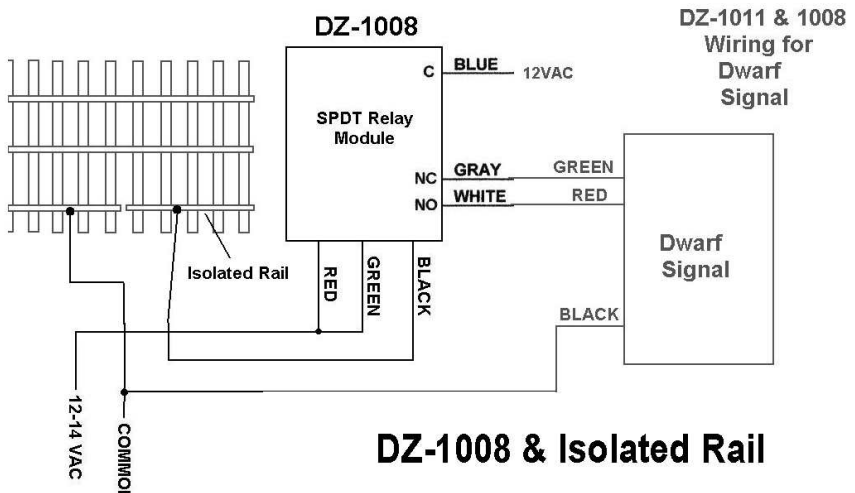 DZ-1008
DZ-1011 & 1008
Wiring for
Dwarf
Signal
C
BLUE
12VAC
SPDT Relay
Module
NC
GRAY
GREEN
NO
WHITE
RED
Isolated Rail
RED
GREEN
BLACK
Dwarf
Signal
BLACK
12-14 VAC
COMMON
DZ-1008 & Isolated Rail